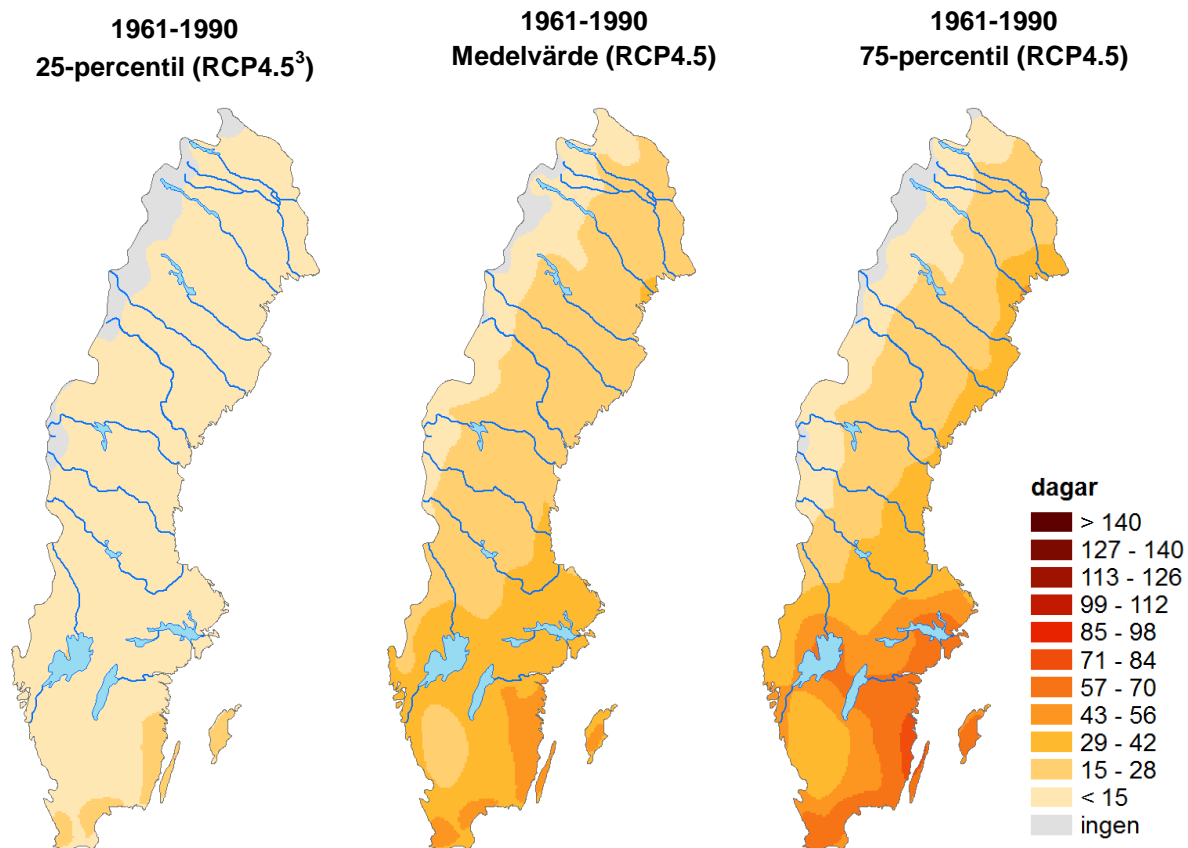 1961-1990
25-percentil (RCP4.5³)
1961-1990
Medelvärde (RCP4.5)
1961-1990
75-percentil (RCP4.5)
dagar
> 140
127 - 140
113 - 126
99 - 112
85 - 98
71 - 84
57 - 70
43 - 56
29 - 42
15 - 28
< 15
ingen